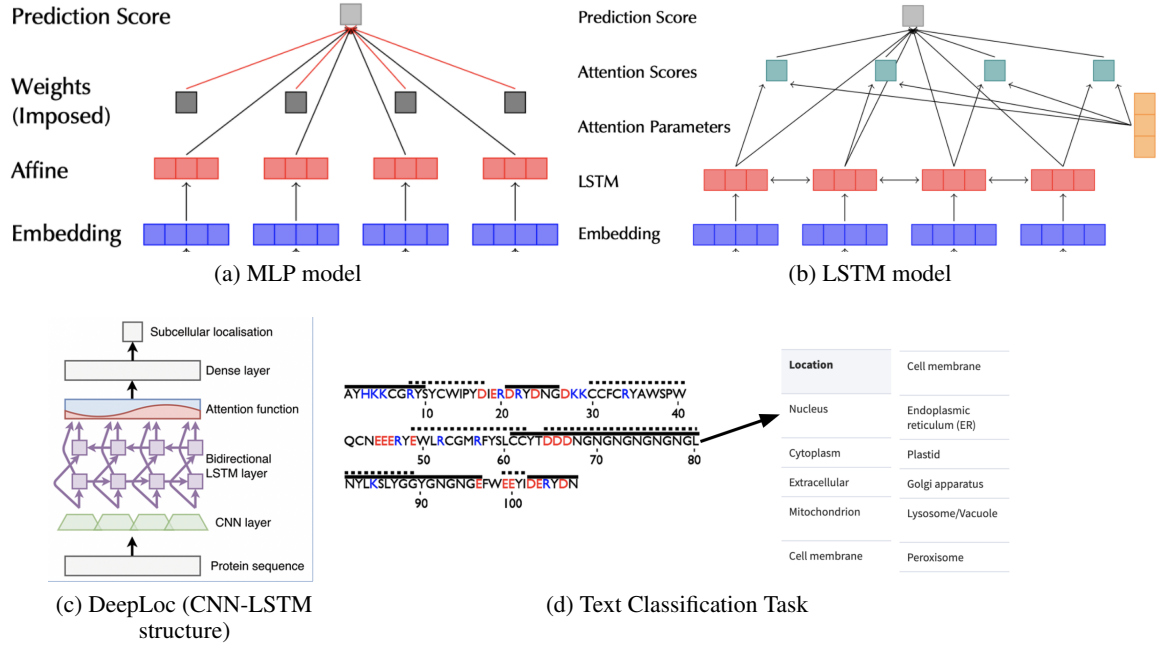 Prediction Score
Weights
(Imposed)
Affine
Embedding
(a) MLP model
Prediction Score
Attention Scores
Attention Parameters
LSTM
Embedding
(b) LSTM model
Subcellular localisation
Dense layer
Attention function
Bidirectional
LSTM layer
CNN layer
Protein sequence
(c) DeepLoc (CNN-LSTM
structure)
AYHKKCGRYSYCWIPYDIERDRYDNGDKKCCFCRYAWSPW
10 20 30 40
QCNEEERYEWLRCGMRFYSLCCYTDDDNGNGNGNGNGNGL
50 60 70 80
NYLKSLYGGYGNGNGEFWEEYIDERYDN
90 100
Location
Cell membrane
Nucleus
Endoplasmic
reticulum (ER)
Cytoplasm
Plastid
Extracellular
Golgi apparatus
Mitochondrion
Lysosome/Vacuole
Cell membrane
Peroxisome
(d) Text Classification Task